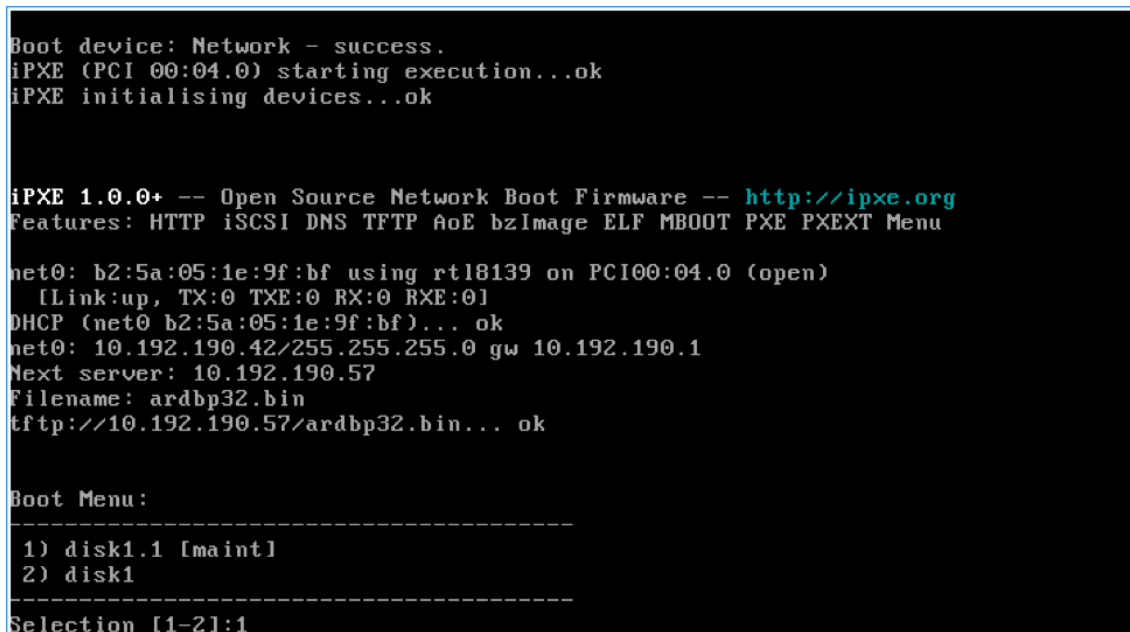 Boot device: Network - success.
iPXE (PCI 00:04.0) starting execution...ok
iPXE initialising devices...ok
iPXE 1.0.0+ -- Open Source Network Boot Firmware -- http://ipxe.org
Features: HTTP iSCSI DNS TFTP AoE bzImage ELF MBOOT PXE PXEXT Menu
net0: b2:5a:05:1e:9f:bf using rtl8139 on PCI00:04.0 (open)
[Link:up, TX:0 TXE:0 RX:0 RXE:0]
DHCP (net0 b2:5a:05:1e:9f:bf)... ok
net0: 10.192.190.42/255.255.255.0 gw 10.192.190.1
Next server: 10.192.190.57
Filename: ardbp32.bin
tftp://10.192.190.57/ardbp32.bin... ok
Boot Menu:
-----------------------------------------
1) disk1.1 [maint]
2) disk1
-----------------------------------------
Selection [1-2]:1